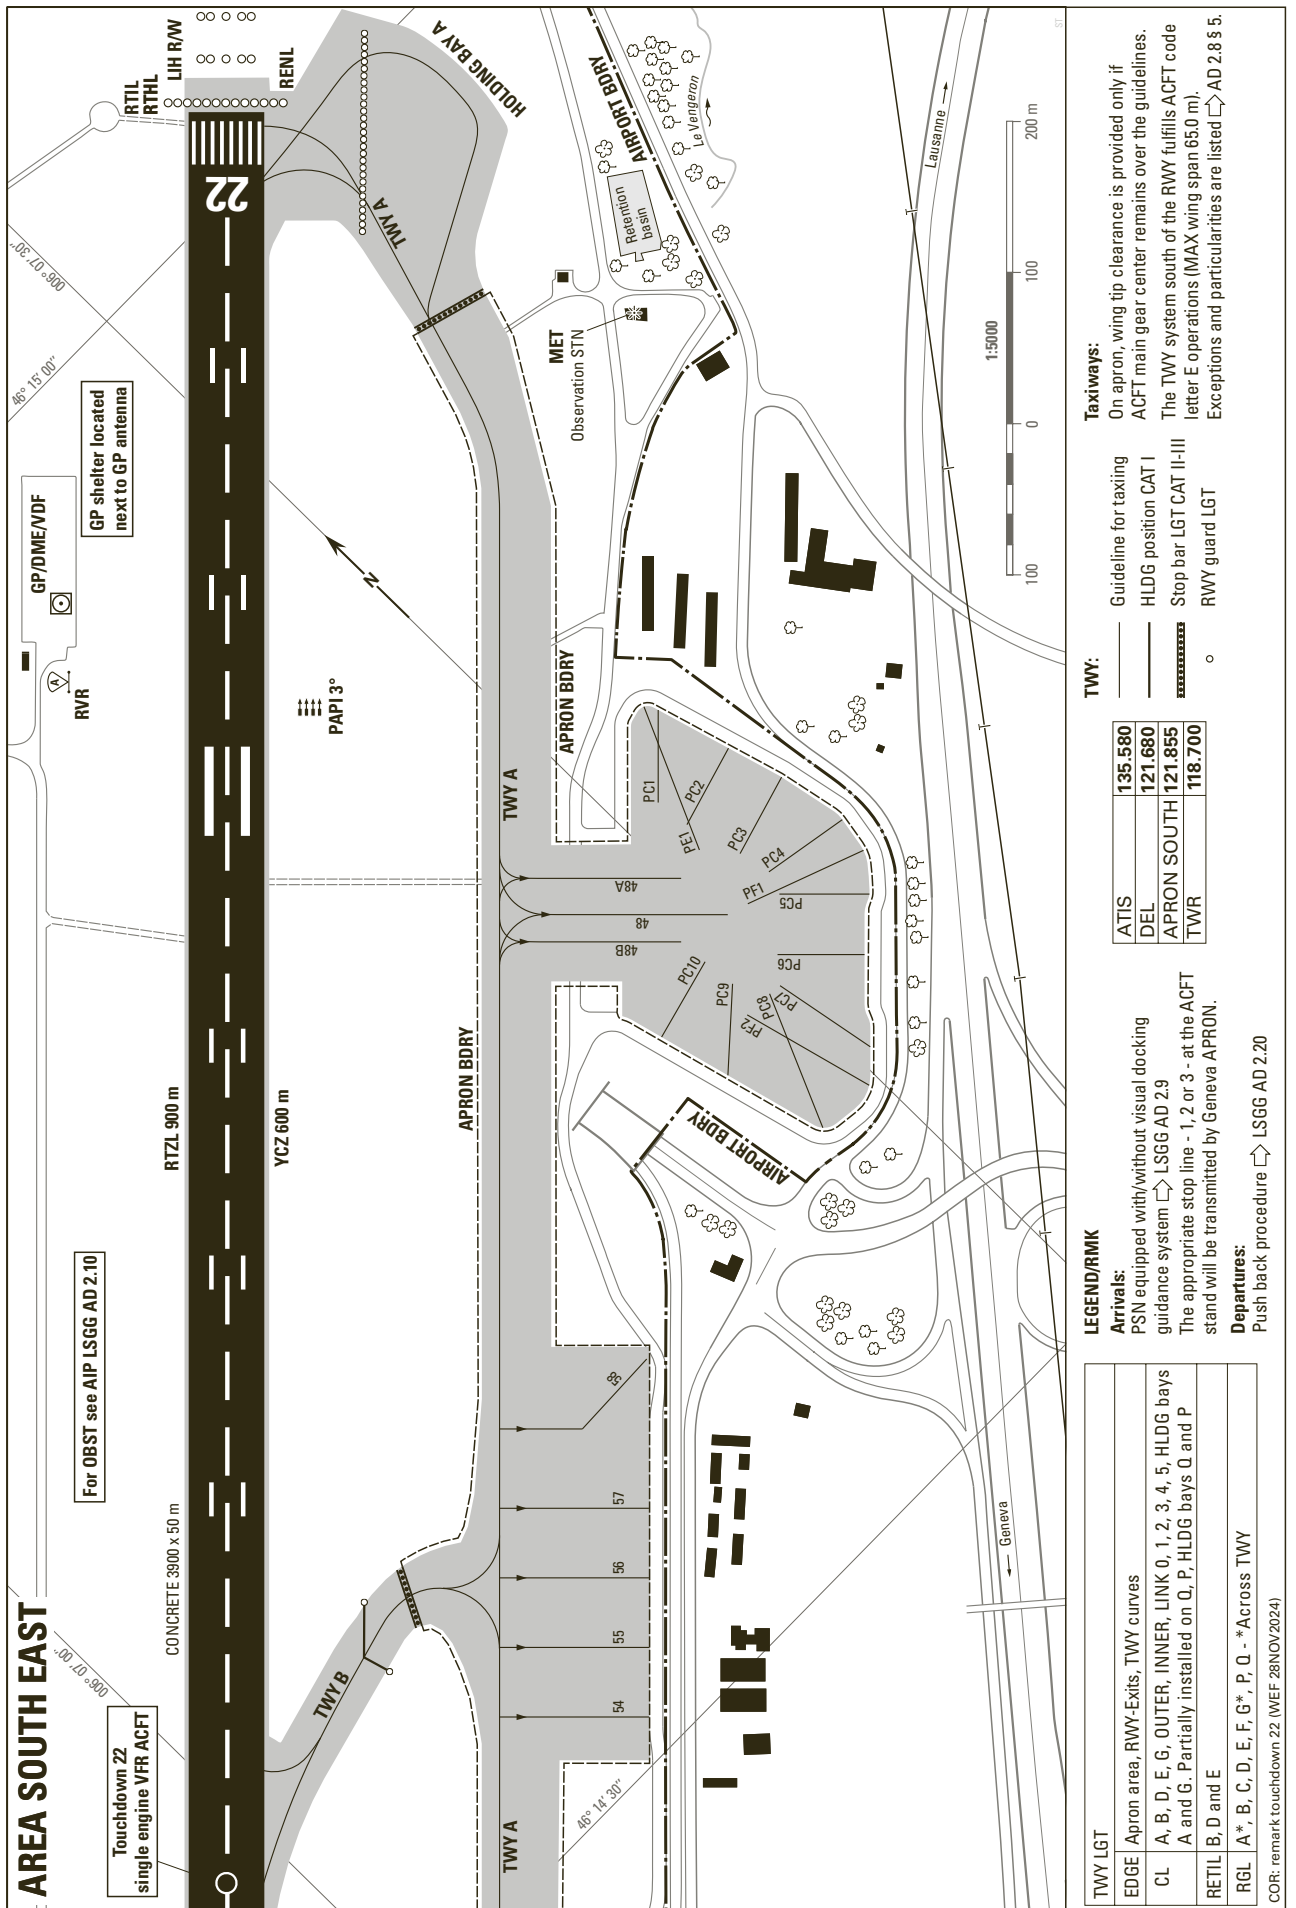 AREA SOUTH EAST
Touchdown 22
single engine VFR ACFT
For OBST see AIP LSGG AD 2.10
CONCRETE 3900 x 50 m
RTZL 900 m
YCZ 600 m
GP/DME/VDF
RVR
A
GP shelter located
next to GP antenna
PAPI 3°
N
006° 07' 00''
006° 07' 30''
46° 15' 00''
46° 14' 30''
RTIL
RTHL
LIH R/W
RENL
22
HOLDING BAY A
TWY A
TWY A
TWY A
TWY B
APRON BDRY
APRON BDRY
AIRPORT BDRY
AIRPORT BDRY
MET
Observation STN
Retention
basin
Le Vengeron
Lausanne
Geneva
54
55
56
57
58
48A
48
48B
PC1
PC2
PE1
PC3
PC4
PF1
PC5
PC6
PC7
PC8
PF2
PC9
PC10
1:5000
100
0
100
200 m
ST
TWY LGT
EDGE Apron area, RWY-Exits, TWY curves
CL A, B, D, E, G, OUTER, INNER, LINK 0, 1, 2, 3, 4, 5, HLDG bays
A and G. Partially installed on Q, P, HLDG bays Q and P
RETIL B, D and E
RGL A*, B, C, D, E, F, G*, P, Q - *Across TWY
COR: remark touchdown 22 (WEF 28NOV2024)
LEGEND/RMK
Arrivals:
PSN equipped with/without visual docking
guidance system LSGG AD 2.9
The appropriate stop line - 1, 2 or 3 - at the ACFT
stand will be transmitted by Geneva APRON.
Departures:
Push back procedure LSGG AD 2.20
ATIS 135.580
DEL 121.680
APRON SOUTH 121.855
TWR 118.700
TWY:
Guideline for taxiing
HLDG position CAT I
Stop bar LGT CAT II-III
RWY guard LGT
Taxiways:
On apron, wing tip clearance is provided only if
ACFT main gear center remains over the guidelines.
The TWY system south of the RWY fulfills ACFT code
letter E operations (MAX wing span 65.0 m).
Exceptions and particularities are listed AD 2.8 § 5.